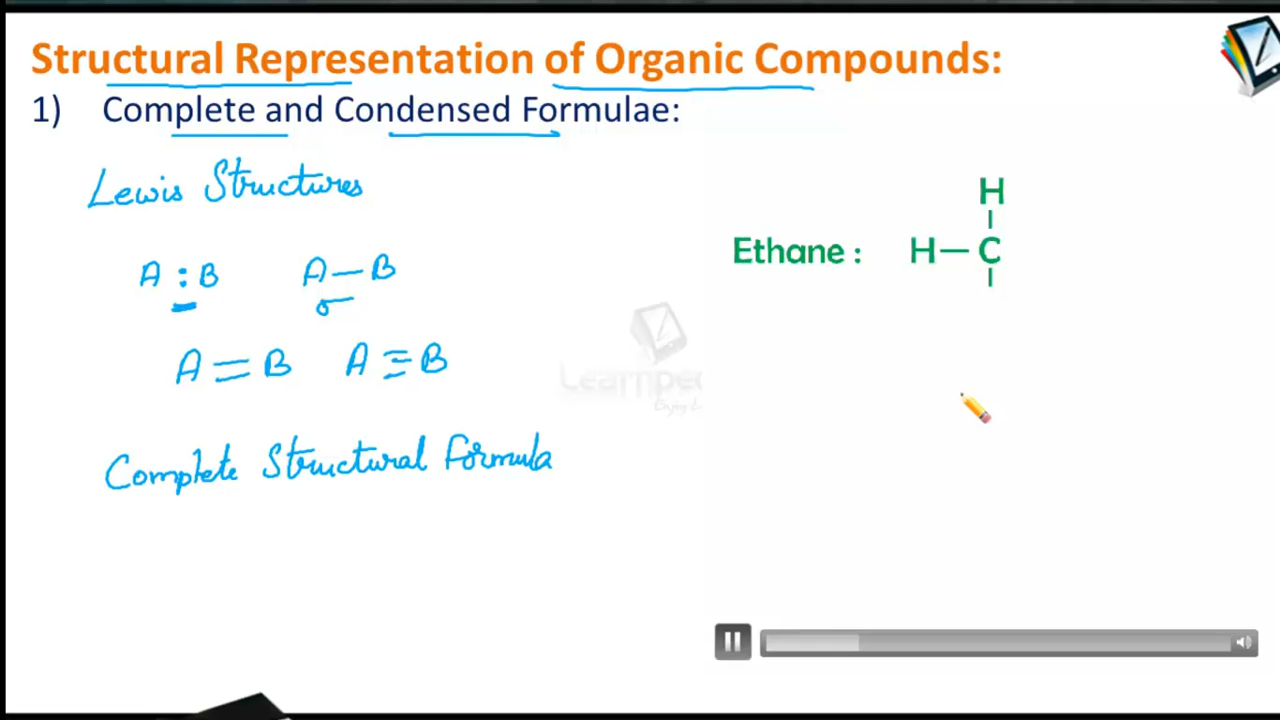 Structural Representation of Organic Compounds:
1) Complete and Condensed Formulae:
Lewis Structures
A : B A — B
A = B A ≡ B
Complete Structural Formula
H
Ethane : H — C